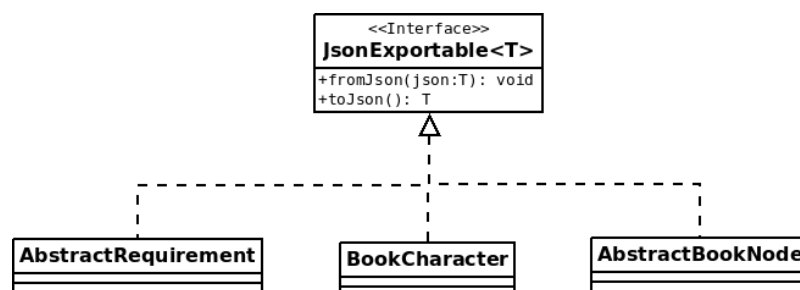 <<Interface>>
JsonExportable<T>
+fromJson(json:T): void
+toJson(): T
AbstractRequirement
BookCharacter
AbstractBookNode